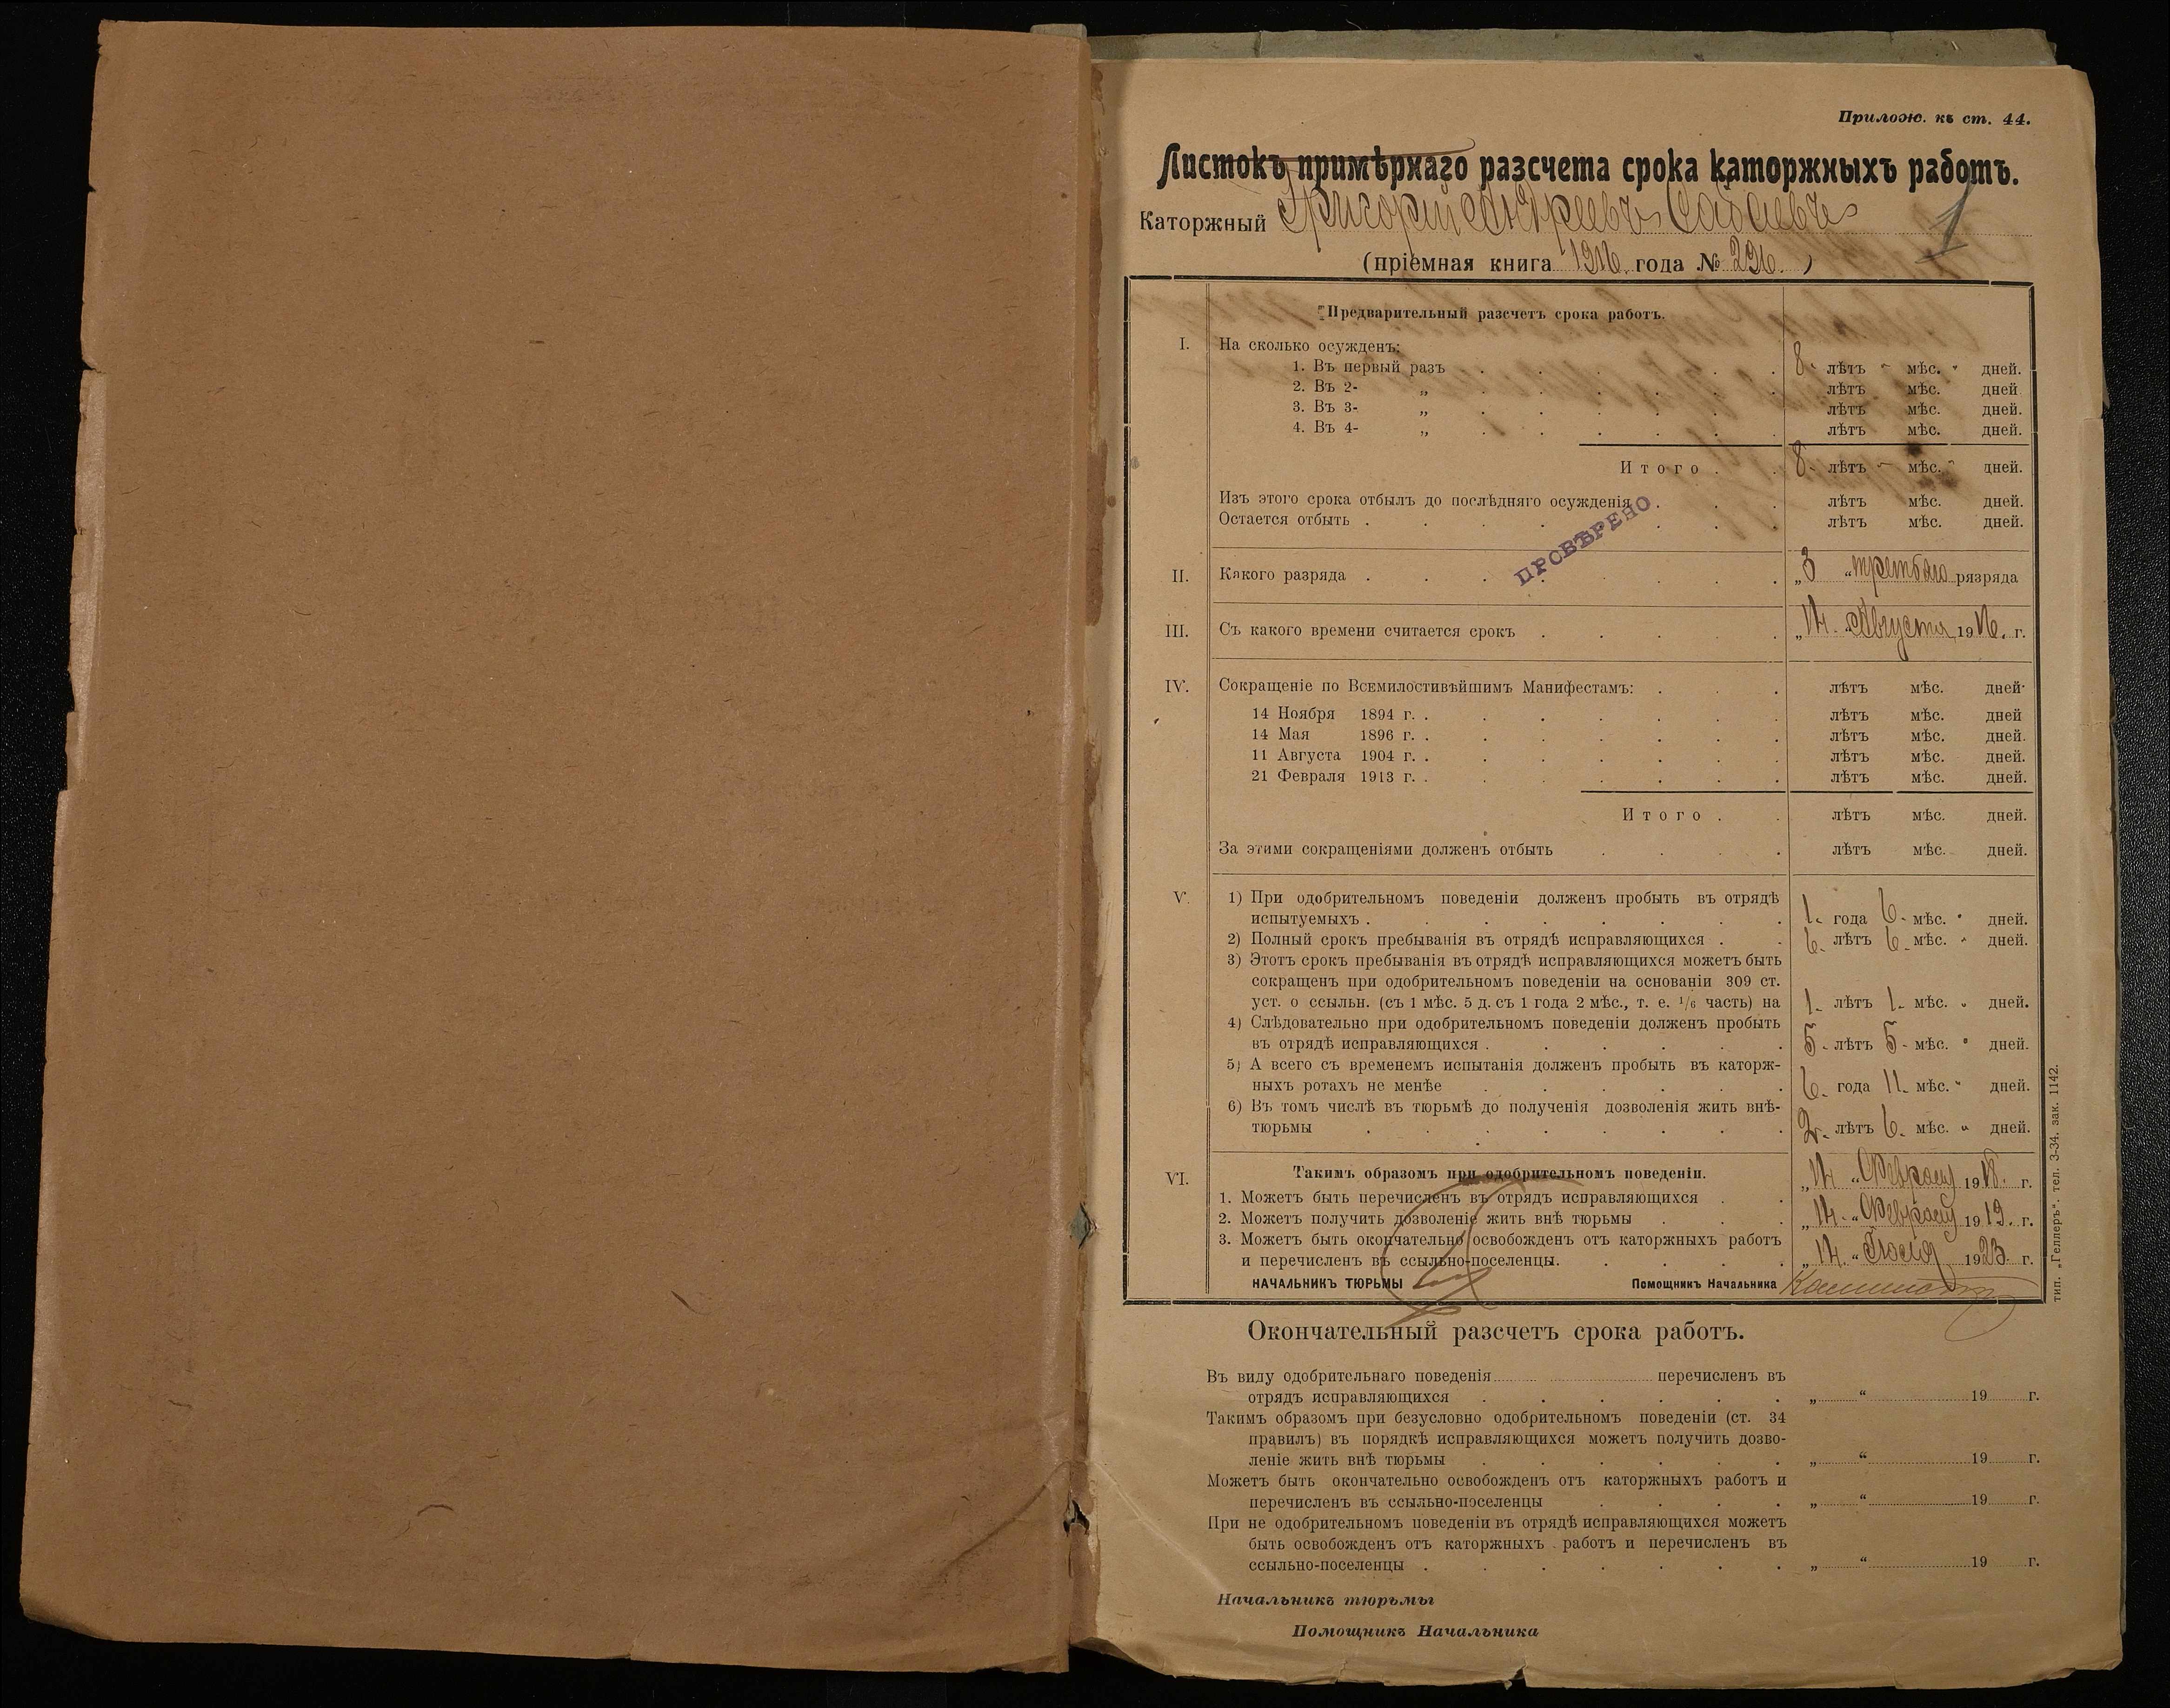 Прилож. къ ст. 44.
Листокъ примѣрнаго разсчета срока каторжныхъ работъ.
Каторжный Григорій Андреевъ Сабаевъ
1
(пріемная книга 1916. года № 296.)
Предварительный разсчетъ срока работъ.
I. На сколько осужденъ:
1. Въ первый разъ 8 лѣтъ " мѣс. " дней.
2. Въ 2- „ лѣтъ мѣс. дней
3. Въ 3- „ лѣтъ мѣс. дней.
4. Въ 4- „ лѣтъ мѣс. дней.
Итого . . 8- лѣтъ - мѣс. " дней.
Изъ этого срока отбылъ до послѣдняго осужденія . . . лѣтъ мѣс. дней.
Остается отбыть . лѣтъ мѣс. дней.
ПРОВѢРЕНО
II. Какого разряда . „3 “ третьяго рязряда
III. Съ какого времени считается срокъ . „14. Августа 1916. г.
IV. Сокращеніе по Всемилостивѣйшимъ Манифестамъ: . . . лѣтъ мѣс. дней.
14 Ноября 1894 г. . лѣтъ мѣс. дней
14 Мая 1896 г. . лѣтъ мѣс. дней.
11 Августа 1904 г. . лѣтъ мѣс. дней.
21 Февраля 1913 г. . лѣтъ мѣс. дней.
Итого . . лѣтъ мѣс. дней.
За этими сокращеніями долженъ отбыть . . . . лѣтъ мѣс. дней.
V. 1) При одобрительномъ поведеніи долженъ пробыть въ отрядѣ
испытуемыхъ . 1. года 6. мѣс. " дней.
2) Полный срокъ пребыванія въ отрядѣ исправляющихся . . 6. лѣтъ 6. мѣс. " дней.
3) Этотъ срокъ пребыванія въ отрядѣ исправляющихся можетъ быть
сокращенъ при одобрительномъ поведеніи на основаніи 309 ст.
уст. о ссыльн. (съ 1 мѣс. 5 д. съ 1 года 2 мѣс., т. е. 1/6 часть) на 1. лѣтъ 1. мѣс. " дней.
4) Слѣдовательно при одобрительномъ поведеніи долженъ пробыть
въ отрядѣ исправляющихся . 5. лѣтъ 5. мѣс. " дней.
5) А всего съ временемъ испытанія долженъ пробыть въ каторж-
ныхъ ротахъ не менѣе . 6. года 11. мѣс. " дней.
6) Въ томъ числѣ въ тюрьмѣ до полученія дозволенія жить внѣ-
тюрьмы . 2. лѣтъ 6. мѣс. " дней.
VI. Такимъ образомъ при одобрительномъ поведеніи.
1. Можетъ быть перечисленъ въ отрядъ исправляющихся . . „14 “ Февраля 1918. г.
2. Можетъ получить дозволеніе жить внѣ тюрьмы . . . „14. “ Февраля 1919. г.
3. Можетъ быть окончательно освобожденъ отъ каторжныхъ работъ
и перечисленъ въ ссыльно-поселенцы. . „14. “ Іюля 1923. г.
НАЧАЛЬНИКЪ ТЮРЬМЫ Помощникъ Начальника
тип. „Геллеръ“. тел. 3-34. зак. 1142.
Окончательный разсчетъ срока работъ.
Въ виду одобрительнаго поведенія перечисленъ въ
отрядъ исправляющихся . „ “ 19 г.
Такимъ образомъ при безусловно одобрительномъ поведеніи (ст. 34
правилъ) въ порядкѣ исправляющихся можетъ получить дозво-
леніе жить внѣ тюрьмы . „ “ 19 г.
Можетъ быть окончательно освобожденъ отъ каторжныхъ работъ и
перечисленъ въ ссыльно-поселенцы . „ “ 19 г.
При не одобрительномъ поведеніи въ отрядѣ исправляющихся можетъ
быть освобожденъ отъ каторжныхъ работъ и перечисленъ въ
ссыльно-поселенцы . „ “ 19 г.
Начальникъ тюрьмы
Помощникъ Начальника